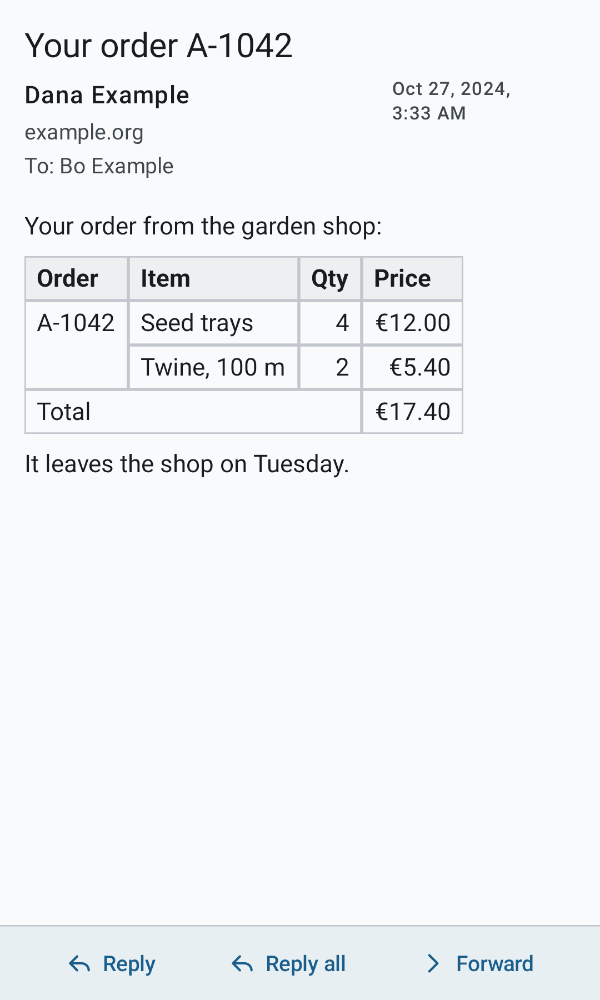 Your order A-1042
Dana Example
Oct 27, 2024,
3:33 AM
example.org
To: Bo Example
Your order from the garden shop:
Order Item Qty Price
A-1042 Seed trays 4 €12.00
Twine, 100 m 2 €5.40
Total €17.40
It leaves the shop on Tuesday.
Reply Reply all Forward